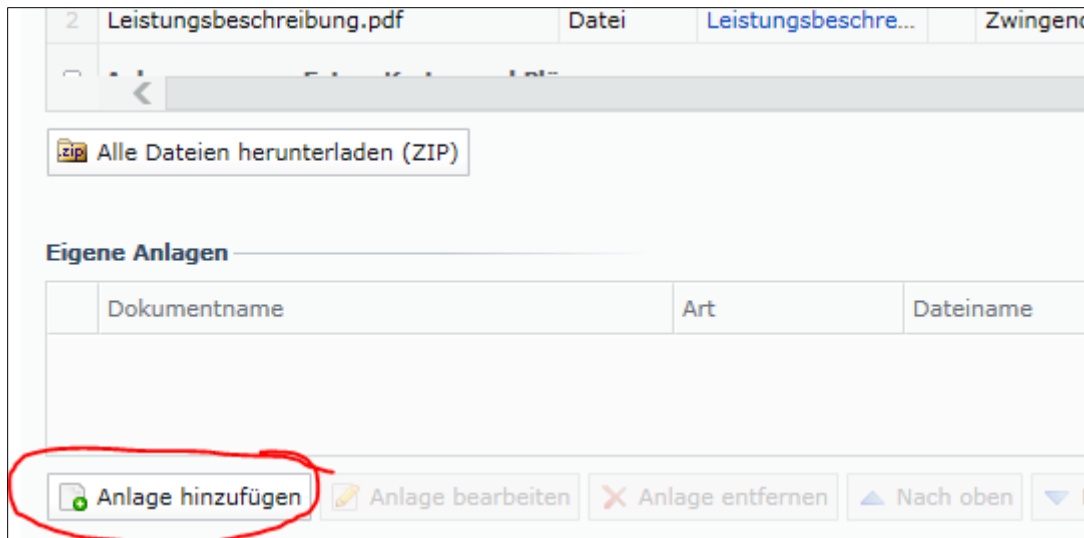 2 Leistungsbeschreibung.pdf Datei Leistungsbeschre... Zwingend
.zip Alle Dateien herunterladen (ZIP)
Eigene Anlagen
Dokumentname Art Dateiname
Anlage hinzufügen Anlage bearbeiten Anlage entfernen Nach oben